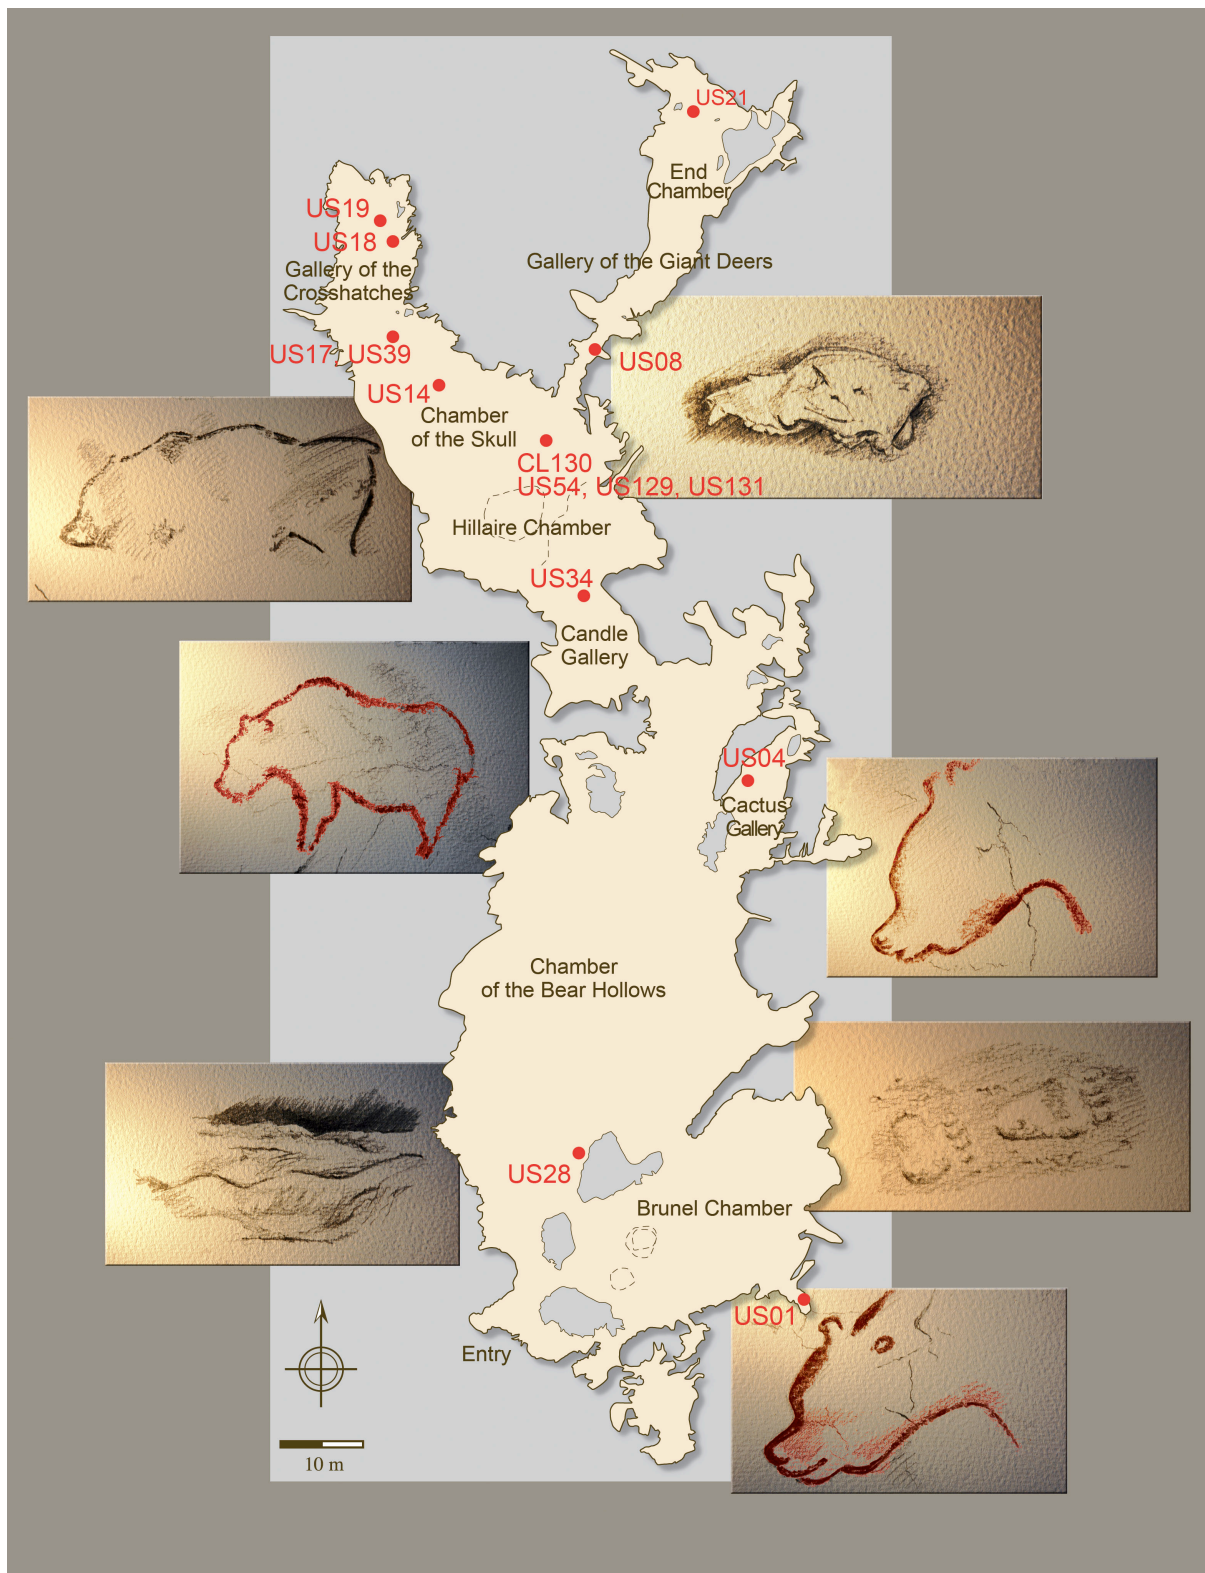 US21
End
Chamber
US19
US18
Gallery of the
Crosshatches
Gallery of the Giant Deers
US17, US39
US08
US14
Chamber
of the Skull
CL130
US54, US129, US131
Hillaire Chamber
US34
Candle
Gallery
US04
Cactus
Gallery
Chamber
of the Bear Hollows
US28
Brunel Chamber
US01
Entry
10 m